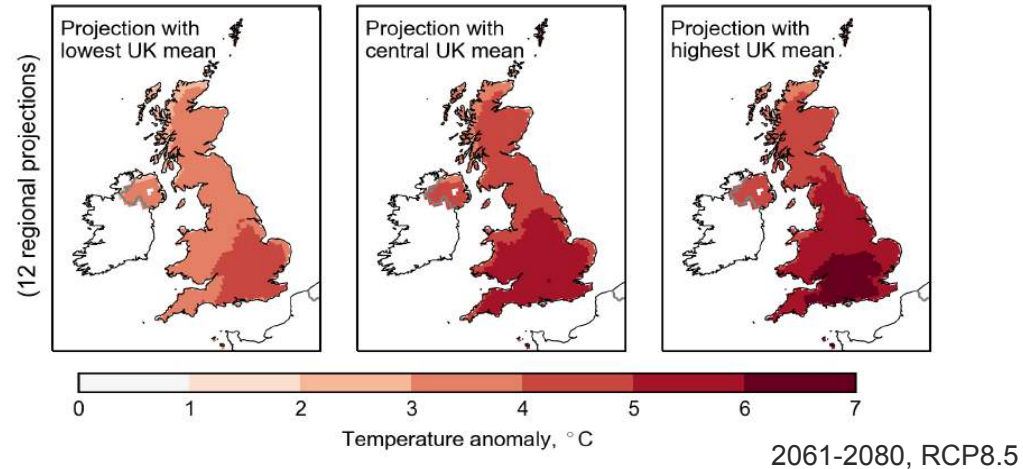 (12 regional projections)
Projection with
lowest UK mean
Projection with
central UK mean
Projection with
highest UK mean
0 1 2 3 4 5 6 7
Temperature anomaly, °C
2061-2080, RCP8.5